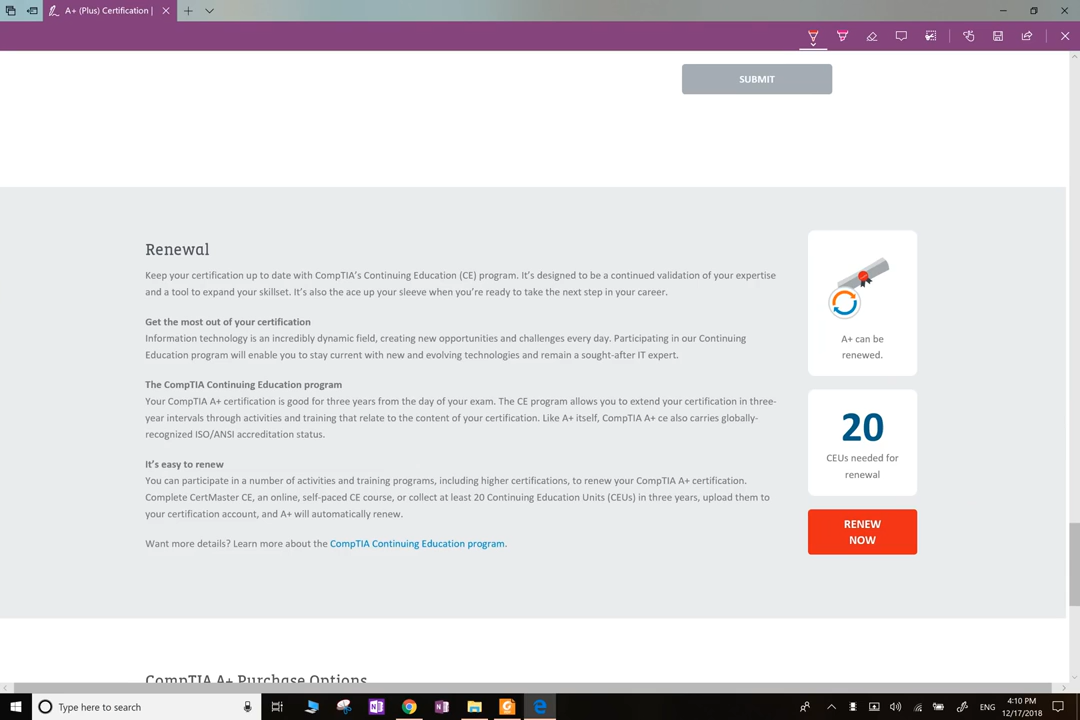 A+ (Plus) Certification |
SUBMIT
Renewal
Keep your certification up to date with CompTIA's Continuing Education (CE) program. It's designed to be a continued validation of your expertise
and a tool to expand your skillset. It's also the ace up your sleeve when you're ready to take the next step in your career.
Get the most out of your certification
Information technology is an incredibly dynamic field, creating new opportunities and challenges every day. Participating in our Continuing
Education program will enable you to stay current with new and evolving technologies and remain a sought-after IT expert.
The CompTIA Continuing Education program
Your CompTIA A+ certification is good for three years from the day of your exam. The CE program allows you to extend your certification in three-
year intervals through activities and training that relate to the content of your certification. Like A+ itself, CompTIA A+ ce also carries globally-
recognized ISO/ANSI accreditation status.
It's easy to renew
You can participate in a number of activities and training programs, including higher certifications, to renew your CompTIA A+ certification.
Complete CertMaster CE, an online, self-paced CE course, or collect at least 20 Continuing Education Units (CEUs) in three years, upload them to
your certification account, and A+ will automatically renew.
Want more details? Learn more about the CompTIA Continuing Education program.
A+ can be
renewed.
20
CEUs needed for
renewal
RENEW
NOW
CompTIA A+ Purchase Options
Type here to search
ENG
4:10 PM
12/17/2018